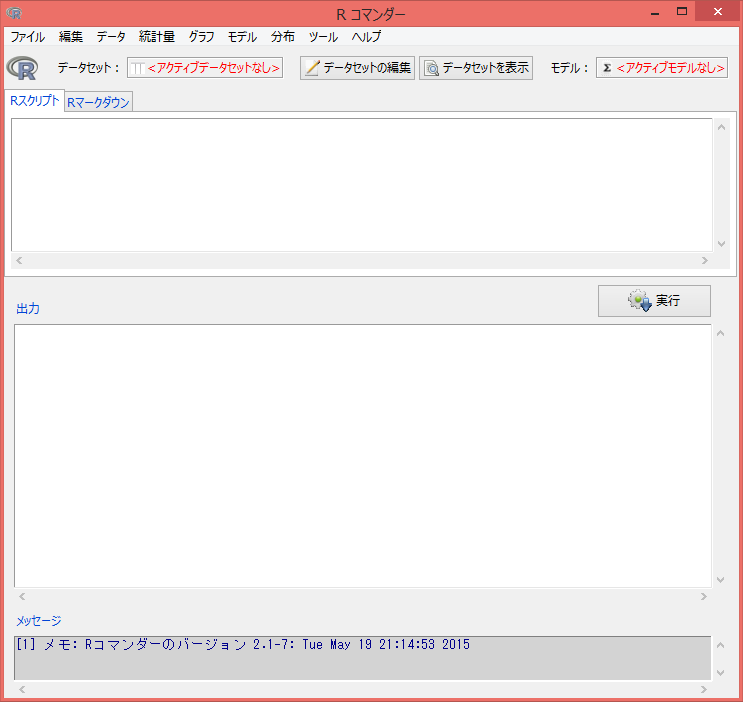 R コマンダー
ファイル 編集 データ 統計量 グラフ モデル 分布 ツール ヘルプ
R データセット: <アクティブデータセットなし> データセットの編集 データセットを表示 モデル: Σ <アクティブモデルなし>
Rスクリプト Rマークダウン
実行
出力
メッセージ
[1] メモ: Rコマンダーのバージョン 2.1-7: Tue May 19 21:14:53 2015